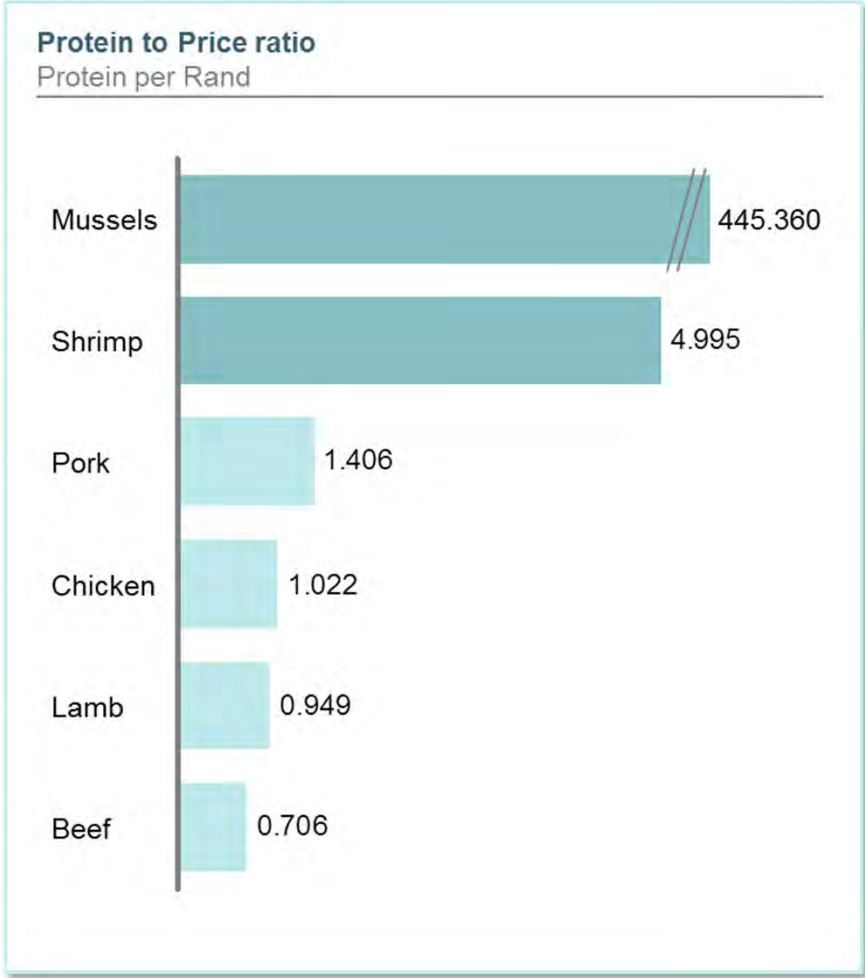 Protein to Price ratio
Protein per Rand
Mussels 445.360
Shrimp 4.995
Pork 1.406
Chicken 1.022
Lamb 0.949
Beef 0.706